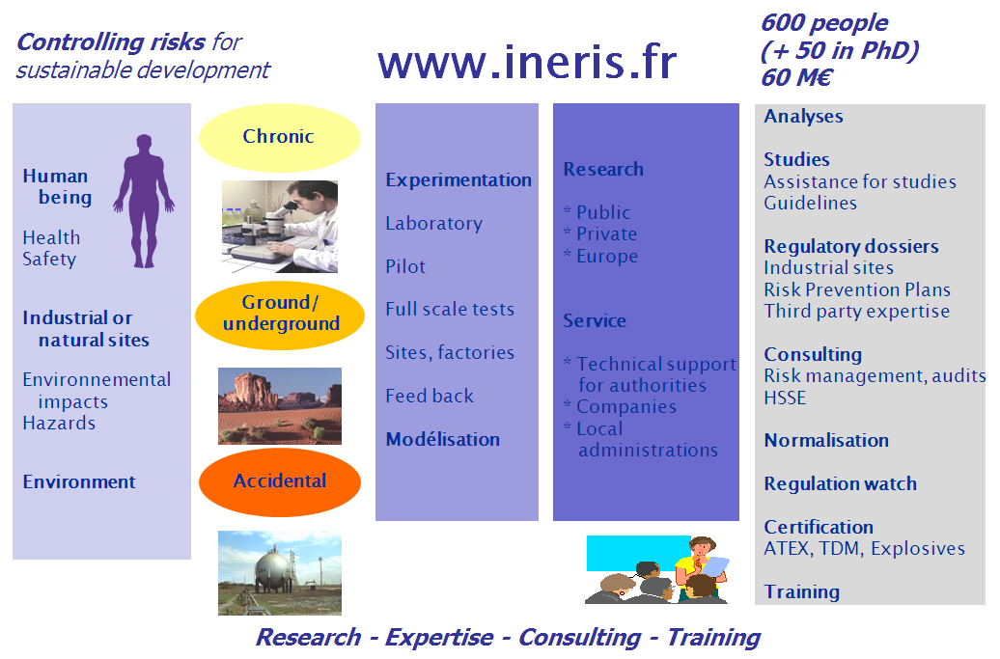 Controlling risks for
sustainable development
www.ineris.fr
600 people
(+ 50 in PhD)
60 M€
Human
being
Health
Safety
Industrial or
natural sites
Environnemental
impacts
Hazards
Environment
Chronic
Ground/
underground
Accidental
Experimentation
Laboratory
Pilot
Full scale tests
Sites, factories
Feed back
Modélisation
Research
* Public
* Private
* Europe
Service
* Technical support
for authorities
* Companies
* Local
administrations
Analyses
Studies
Assistance for studies
Guidelines
Regulatory dossiers
Industrial sites
Risk Prevention Plans
Third party expertise
Consulting
Risk management, audits
HSSE
Normalisation
Regulation watch
Certification
ATEX, TDM, Explosives
Training
Research - Expertise - Consulting - Training